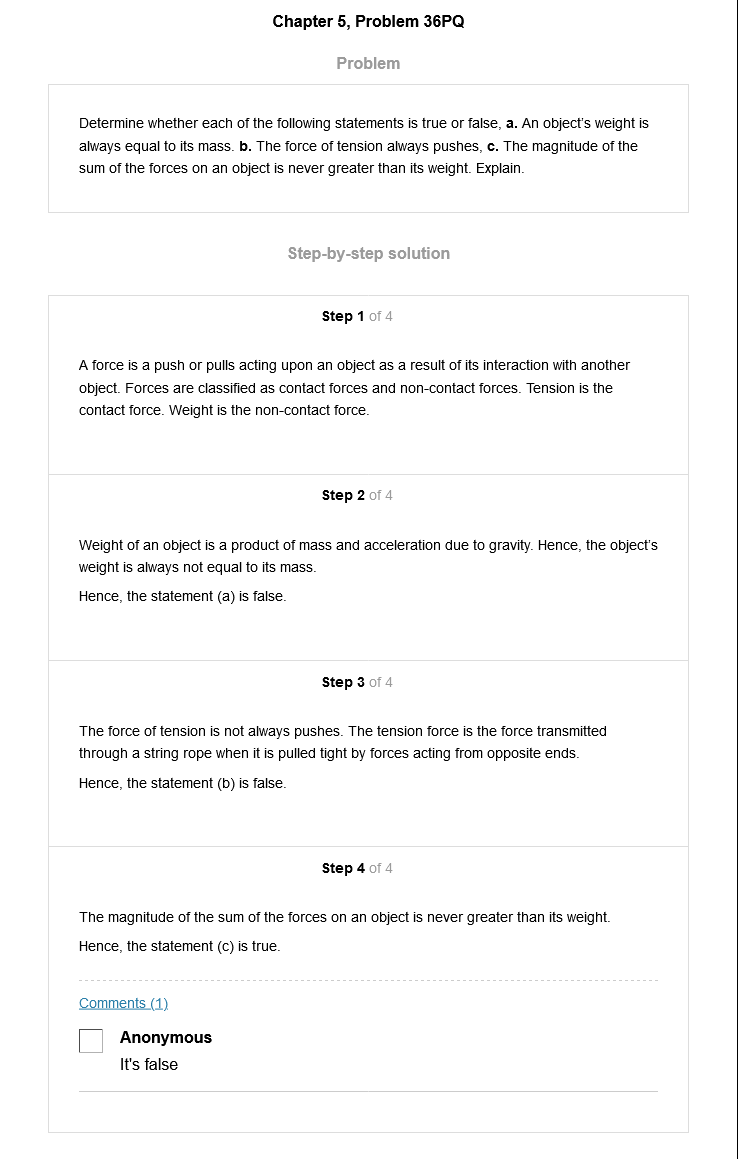 Chapter 5, Problem 36PQ
Problem
Determine whether each of the following statements is true or false, a. An object's weight is
always equal to its mass. b. The force of tension always pushes, c. The magnitude of the
sum of the forces on an object is never greater than its weight. Explain.
Step-by-step solution
Step 1 of 4
A force is a push or pulls acting upon an object as a result of its interaction with another
object. Forces are classified as contact forces and non-contact forces. Tension is the
contact force. Weight is the non-contact force.
Step 2 of 4
Weight of an object is a product of mass and acceleration due to gravity. Hence, the object's
weight is always not equal to its mass.
Hence, the statement (a) is false.
Step 3 of 4
The force of tension is not always pushes. The tension force is the force transmitted
through a string rope when it is pulled tight by forces acting from opposite ends.
Hence, the statement (b) is false.
Step 4 of 4
The magnitude of the sum of the forces on an object is never greater than its weight.
Hence, the statement (c) is true.
Comments (1)
Anonymous
It's false